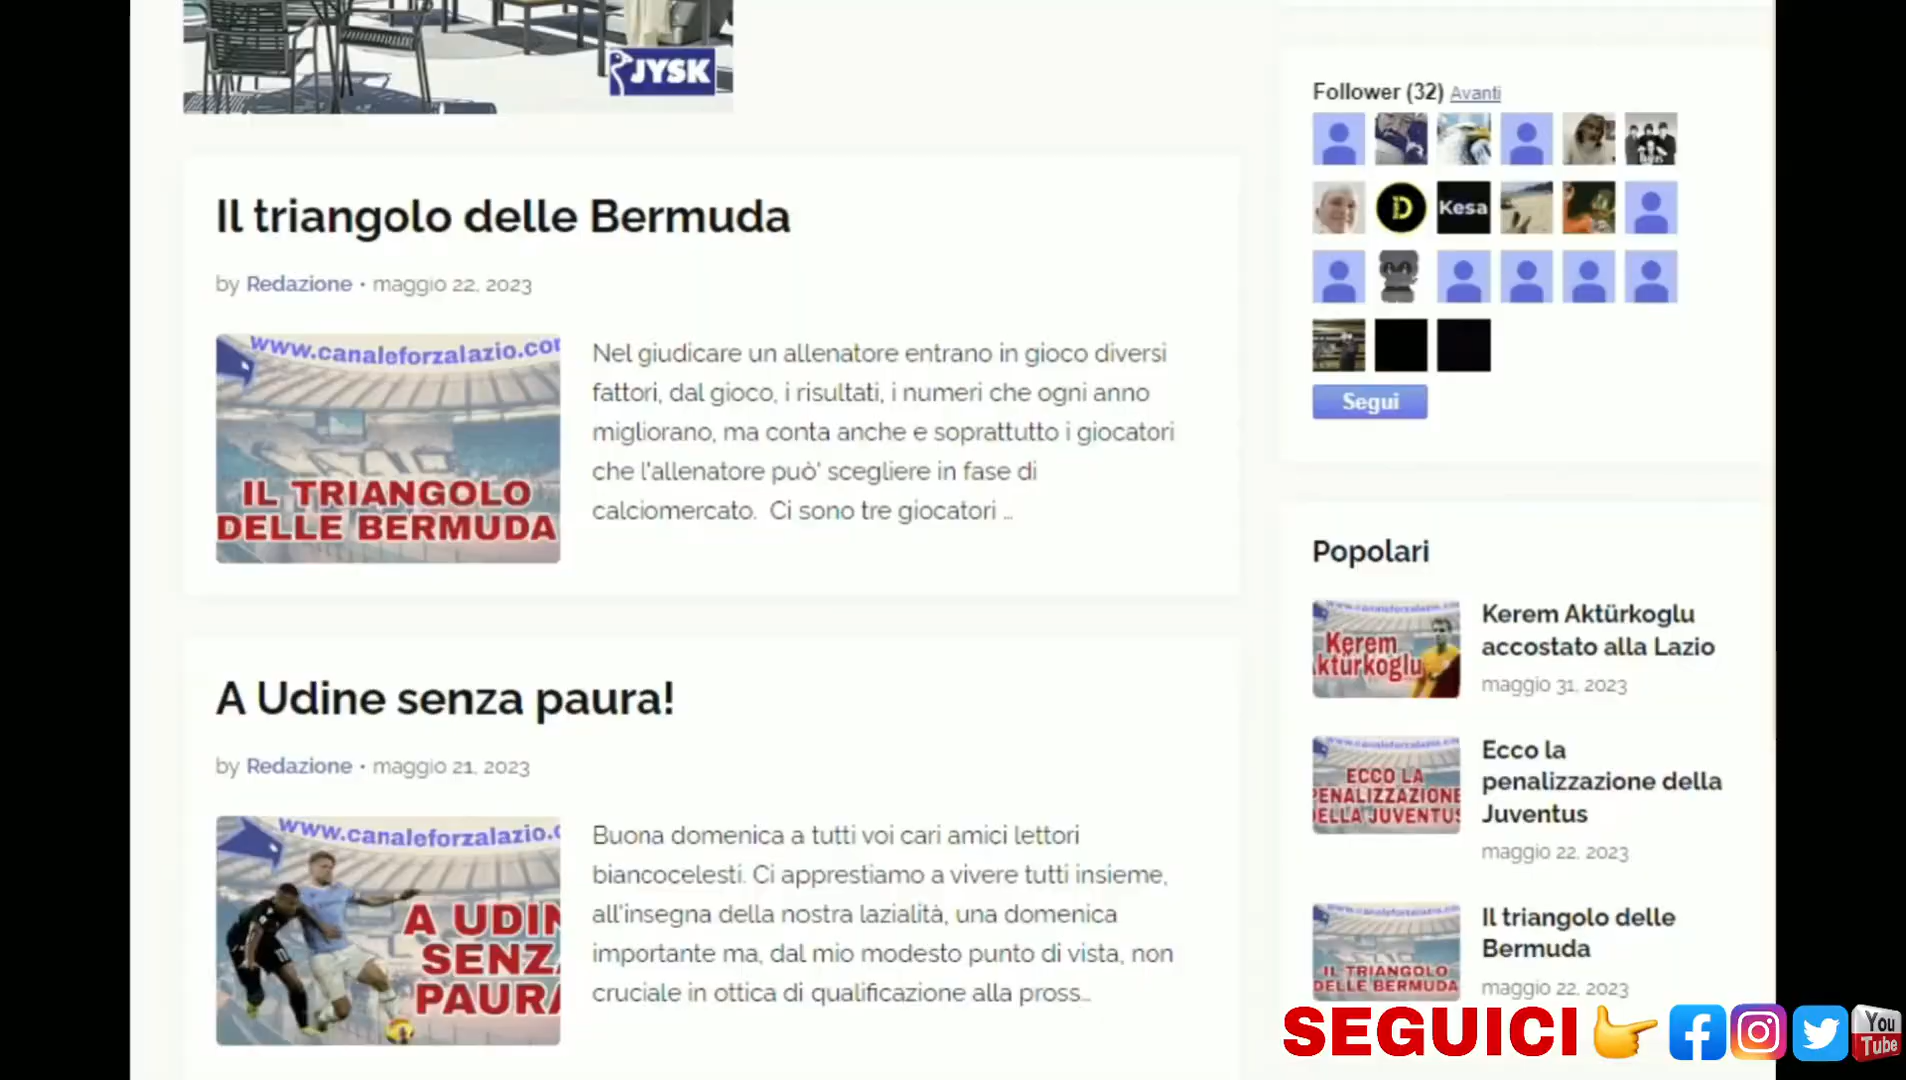 JYSK
Il triangolo delle Bermuda
by Redazione • maggio 22, 2023
www.canaleforzalazio.com
IL TRIANGOLO
DELLE BERMUDA
Nel giudicare un allenatore entrano in gioco diversi
fattori, dal gioco, i risultati, i numeri che ogni anno
migliorano, ma conta anche e soprattutto i giocatori
che l'allenatore può' scegliere in fase di
calciomercato. Ci sono tre giocatori ...
A Udine senza paura!
by Redazione • maggio 21, 2023
www.canaleforzalazio.c
A UDIN
SENZA
PAURA
Buona domenica a tutti voi cari amici lettori
biancocelesti. Ci apprestiamo a vivere tutti insieme,
all'insegna della nostra lazialità, una domenica
importante ma, dal mio modesto punto di vista, non
cruciale in ottica di qualificazione alla pross...
Follower (32) Avanti
D
Kesa
Segui
Popolari
Kerem
ktürkoglu
Kerem Aktürkoglu
accostato alla Lazio
maggio 31, 2023
ECCO LA
PENALIZZAZIONE
DELLA JUVENTUS
Ecco la
penalizzazione della
Juventus
maggio 22, 2023
IL TRIANGOLO
DELLE BERMUDA
Il triangolo delle
Bermuda
maggio 22, 2023
SEGUICI
You
Tube